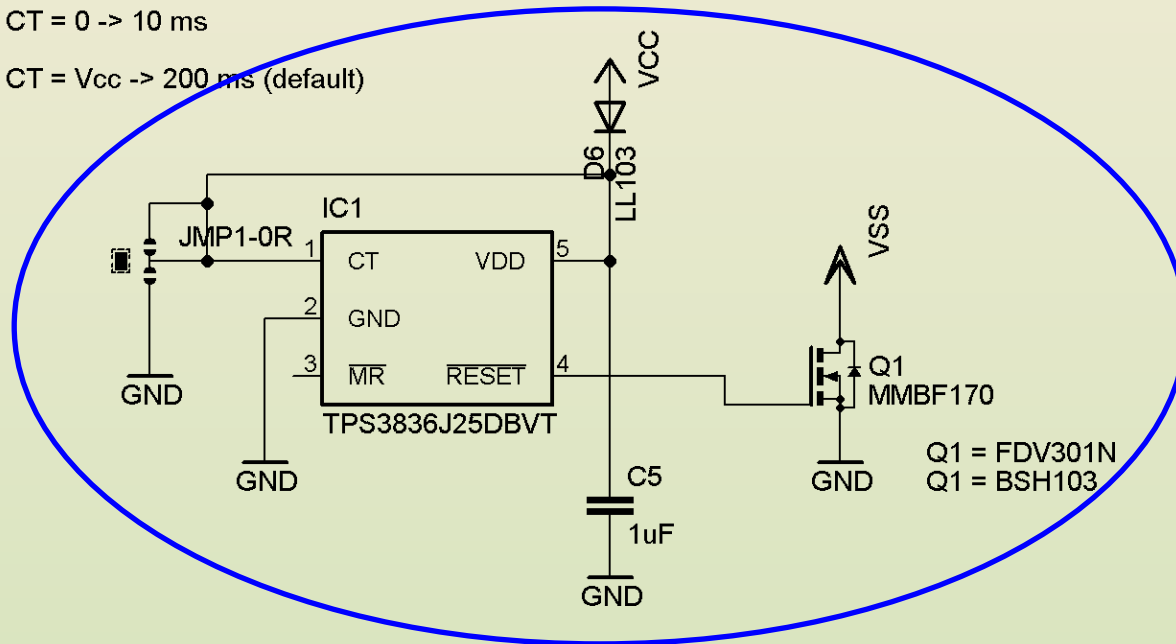 CT = 0 -> 10 ms
CT = Vcc -> 200 ms (default)
VCC
D6
LL103
IC1
JMP1-0R
1
CT
VDD
5
VSS
2
GND
3
MR
RESET
4
Q1
MMBF170
TPS3836J25DBVT
GND
GND
C5
1uF
GND
GND
Q1 = FDV301N
Q1 = BSH103